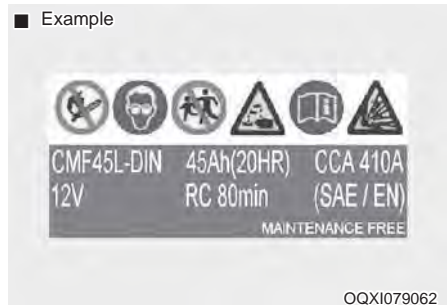 ■ Example
CMF45L-DIN 45Ah(20HR) CCA 410A
12V RC 80min (SAE / EN)
MAINTENANCE FREE
OQXI079062